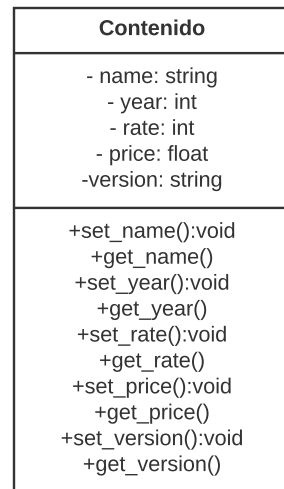 Contenido
- name: string
- year: int
- rate: int
- price: float
-version: string
+set_name():void
+get_name()
+set_year():void
+get_year()
+set_rate():void
+get_rate()
+set_price():void
+get_price()
+set_version():void
+get_version()